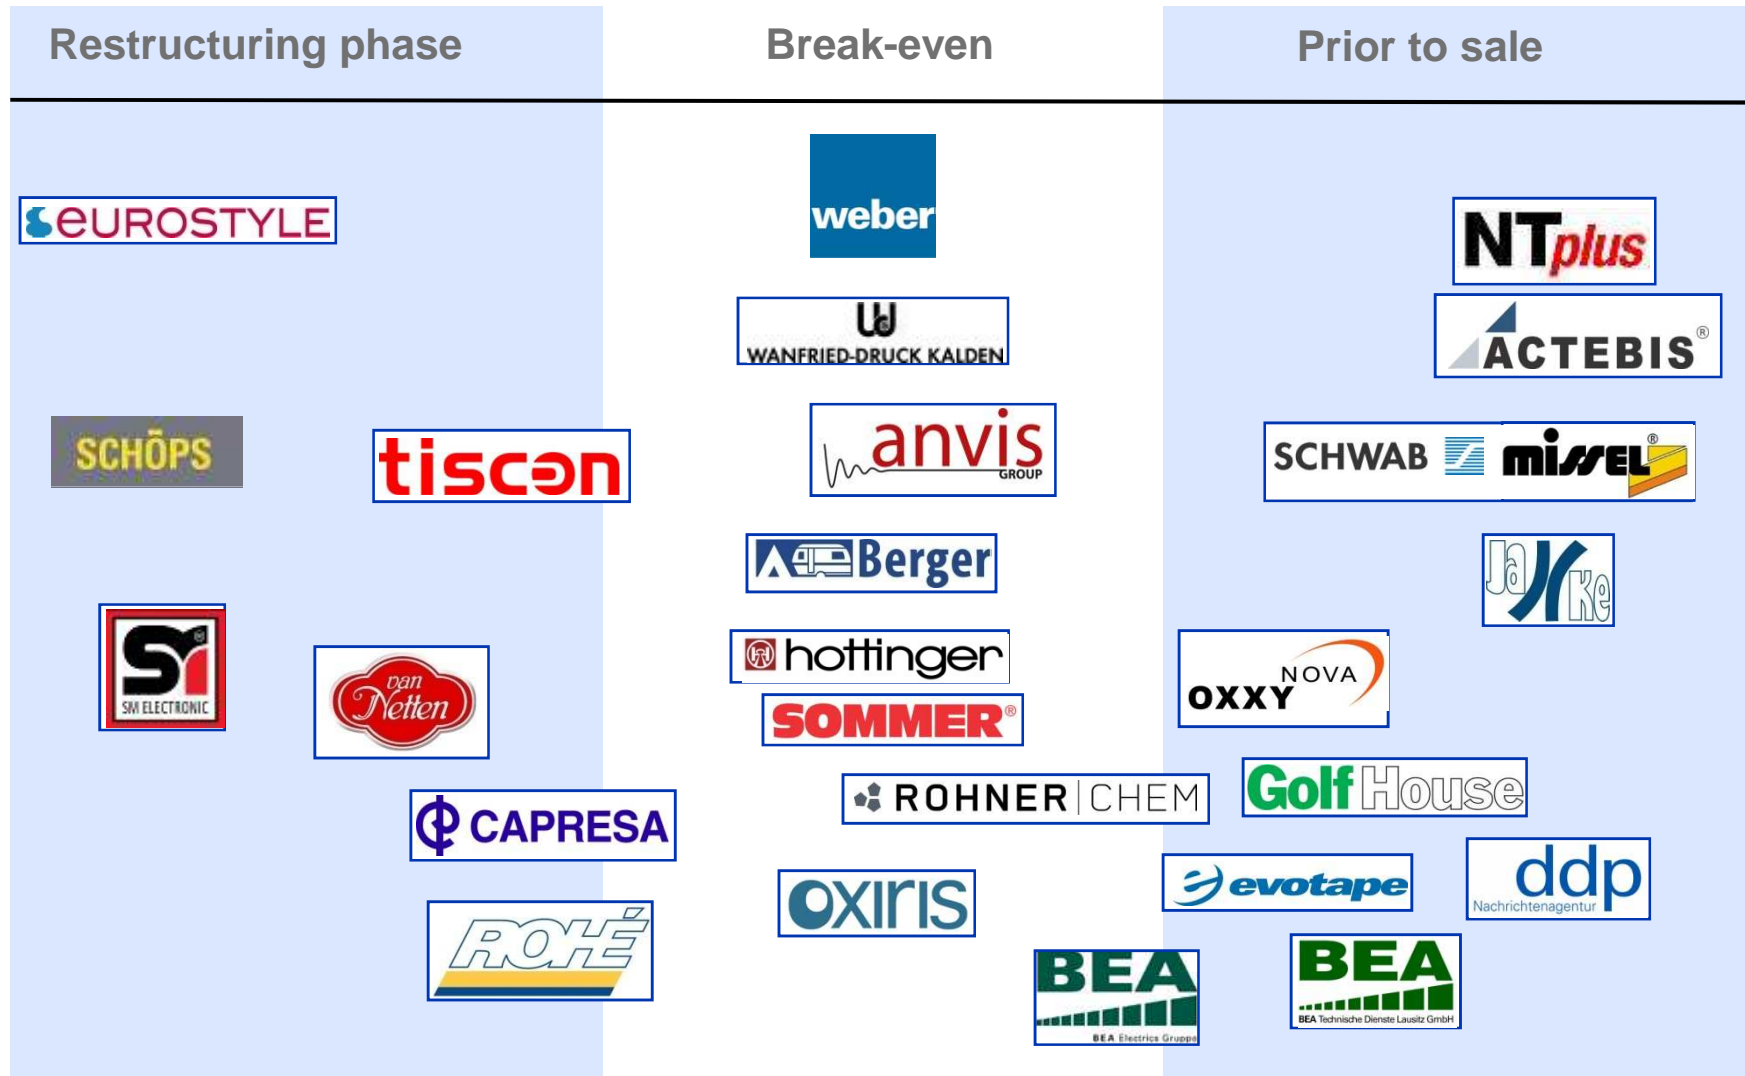 Restructuring phase
Break-even
Prior to sale
eUROSTYLE
SCHÕPS
tiscon
SM ELECTRONIC
van
Netten
CAPRESA
ROHÉ
weber
WANFRIED-DRUCK KALDEN
anvis
GROUP
Berger
hottinger
SOMMER®
ROHNER|CHEM
OXIRIS
BEA
BEA Electrics Gruppe
NTplus
ACTEBIS®
SCHWAB
MISSEL®
Janke
NOVA
OXXY
Golf House
evotape
ddp
Nachrichtenagentur
BEA
BEA Technische Dienste Lausitz GmbH